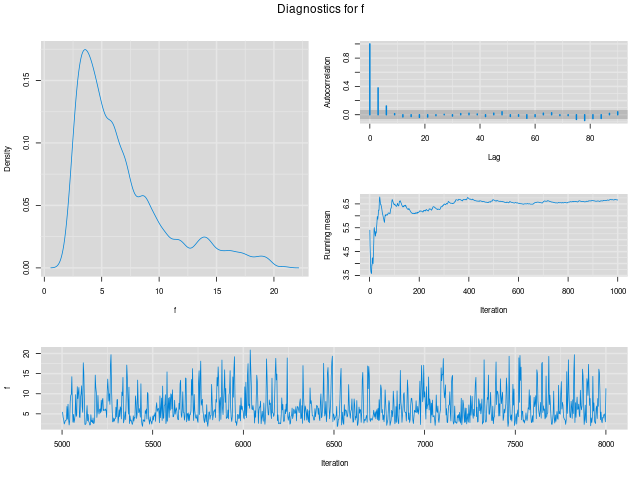 Diagnostics for f
Density
0.00 0.05 0.10 0.15
0 5 10 15 20
f
Autocorrelation
0.0 0.4 0.8
0 20 40 60 80
Lag
Running mean
3.5 4.5 5.5 6.5
0 200 400 600 800 1000
Iteration
f
5 10 15 20
5000 5500 6000 6500 7000 7500 8000
Iteration